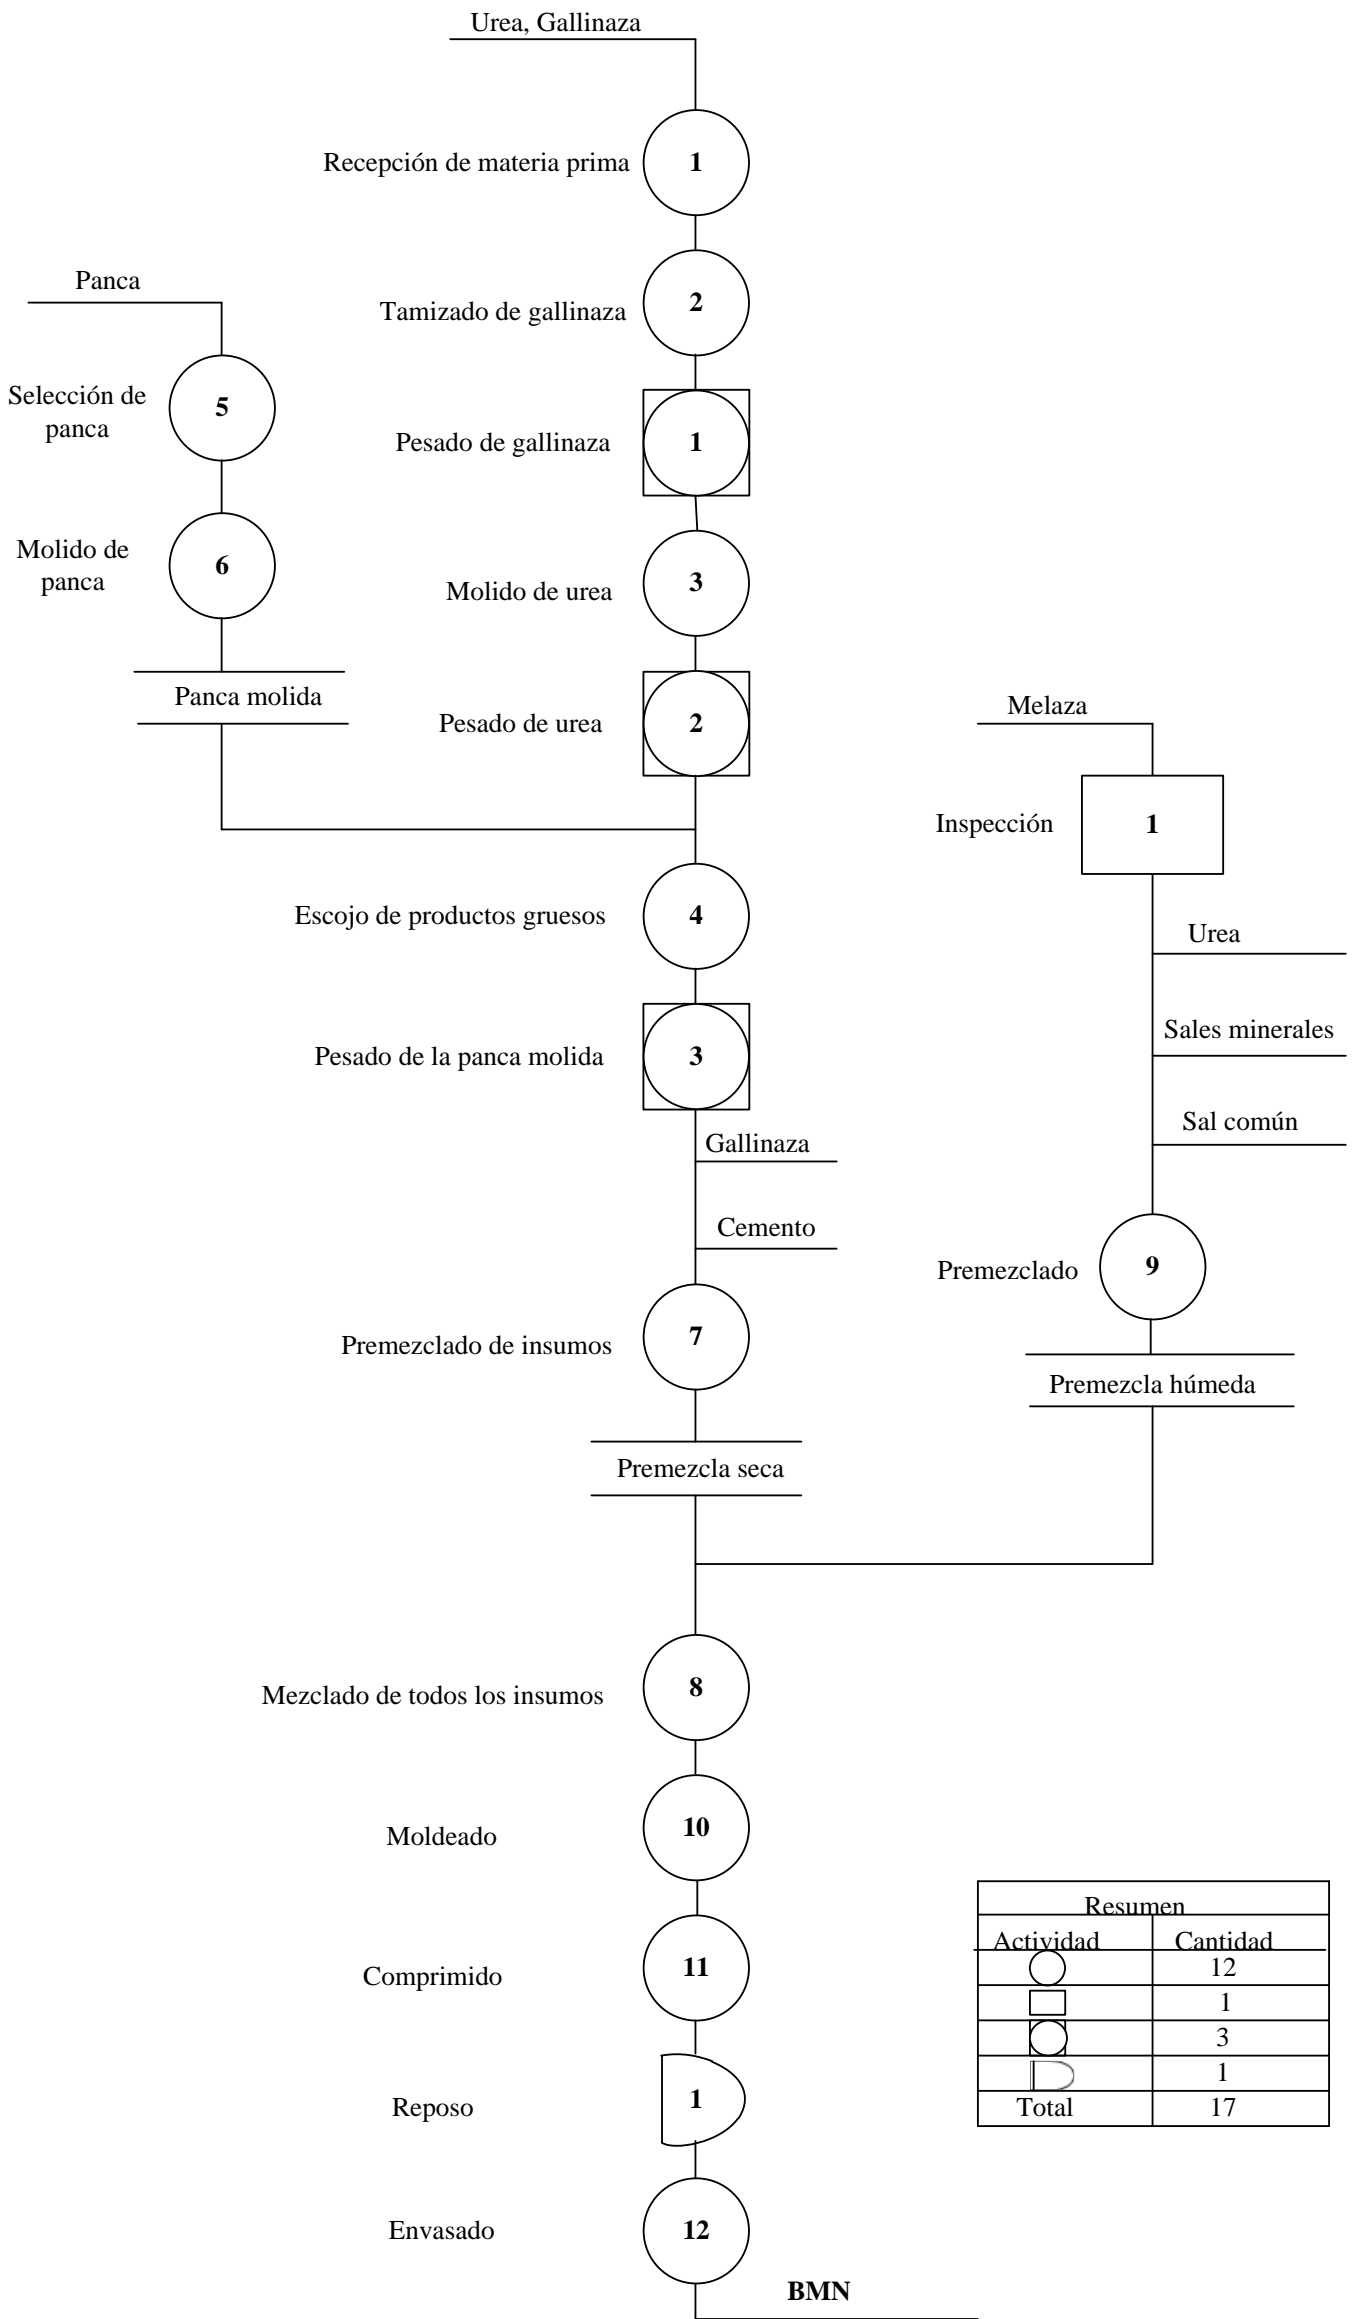 Urea, Gallinaza
Recepción de materia prima
1
Panca
Tamizado de gallinaza
2
Selección de
panca
5
Pesado de gallinaza
1
Molido de
panca
6
Molido de urea
3
Panca molida
Pesado de urea
2
Melaza
Inspección
1
Escojo de productos gruesos
4
Urea
Sales minerales
Pesado de la panca molida
3
Gallinaza
Sal común
Cemento
Premezclado
9
Premezclado de insumos
7
Premezcla húmeda
Premezcla seca
Mezclado de todos los insumos
8
Moldeado
10
Comprimido
11
Reposo
1
Envasado
12
BMN
Resumen
Actividad Cantidad
12
1
3
1
Total 17